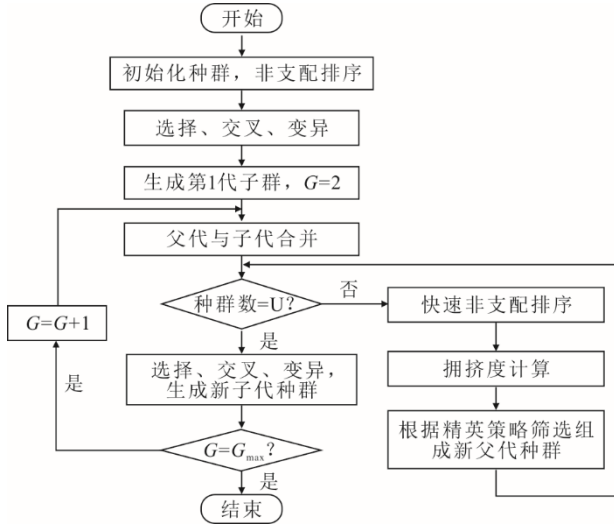 开始
初始化种群，非支配排序
选择、交叉、变异
生成第1代子群，G=2
父代与子代合并
种群数=U？
否
快速非支配排序
G=G+1
是
是
选择、交叉、变异，
生成新子代种群
拥挤度计算
根据精英策略筛选组
成新父代种群
G=Gmax？
是
结束